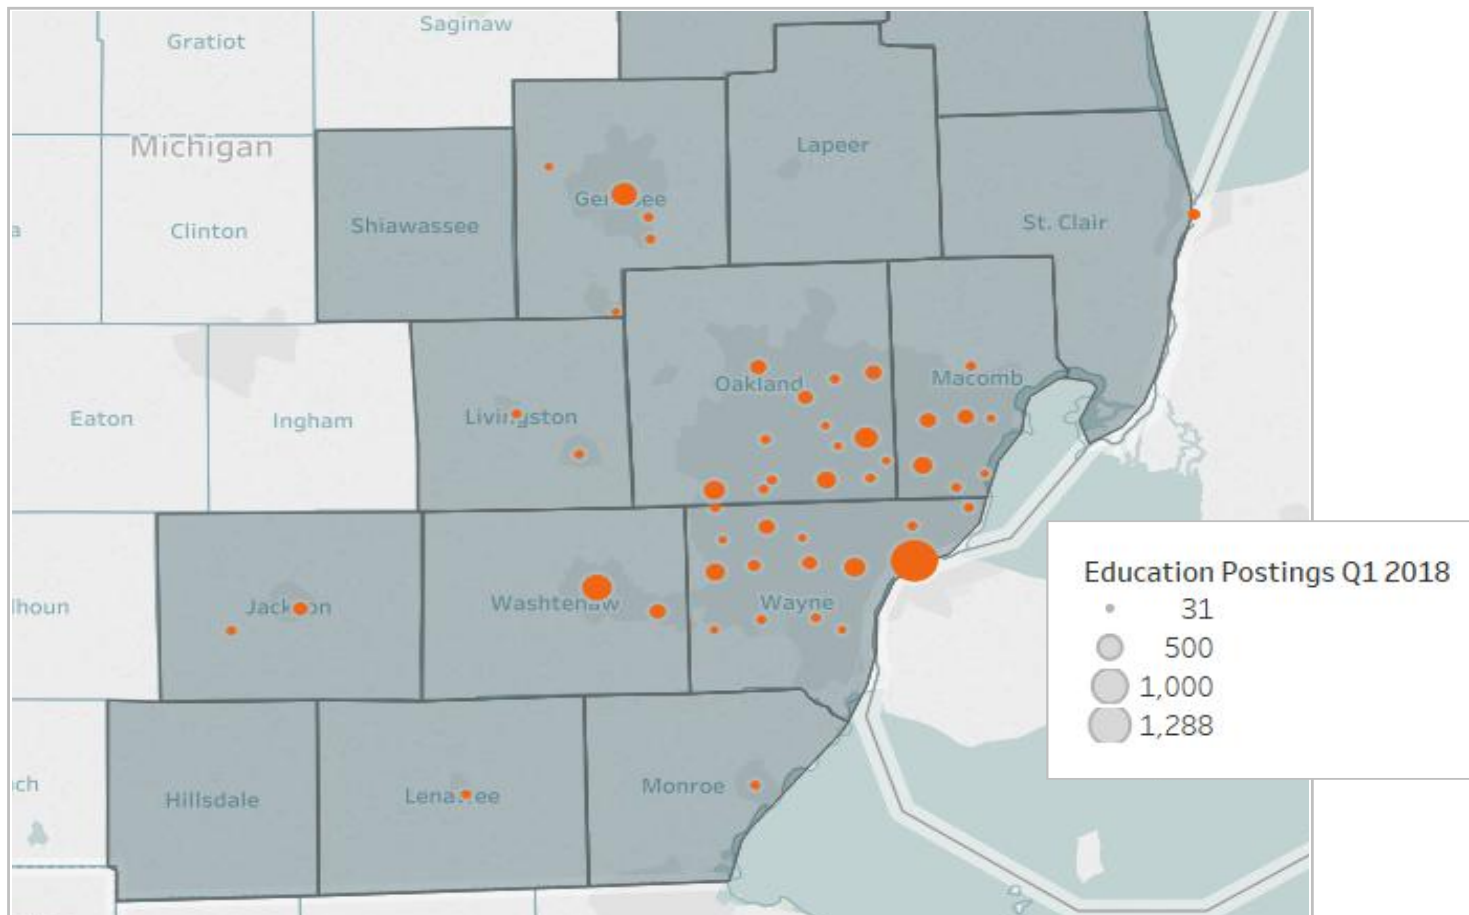 Saginaw
Gratiot
Michigan
Lapeer
Clinton
Shiawassee
St. Clair
Oakland
Macomb
Eaton
Ingham
Livingston
Education Postings Q1 2018
31
500
1,000
1,288
Jackson
Washtenaw
Wayne
Hillsdale
Monroe